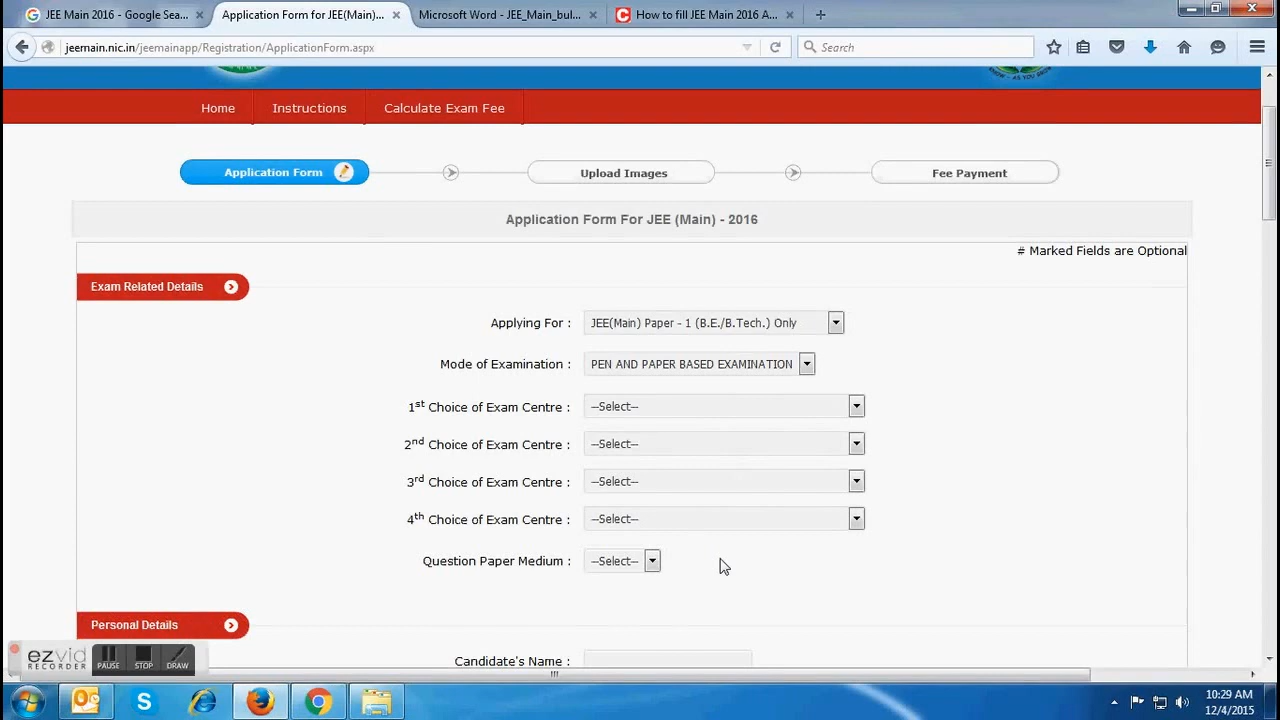 JEE Main 2016 - Google Sea...
Application Form for JEE(Main)...
Microsoft Word - JEE_Main_bul...
How to fill JEE Main 2016 A...
jeemain.nic.in/jeemainapp/Registration/ApplicationForm.aspx
Search
KNOW - AS YOU SHOW
Home
Instructions
Calculate Exam Fee
Application Form
Upload Images
Fee Payment
Application Form For JEE (Main) - 2016
# Marked Fields are Optional
Exam Related Details
Applying For : JEE(Main) Paper - 1 (B.E./B.Tech.) Only
Mode of Examination : PEN AND PAPER BASED EXAMINATION
1st Choice of Exam Centre : --Select--
2nd Choice of Exam Centre : --Select--
3rd Choice of Exam Centre : --Select--
4th Choice of Exam Centre : --Select--
Question Paper Medium : --Select--
Personal Details
Candidate's Name :
ezvid
RECORDER
PAUSE
STOP
DRAW
10:29 AM
12/4/2015